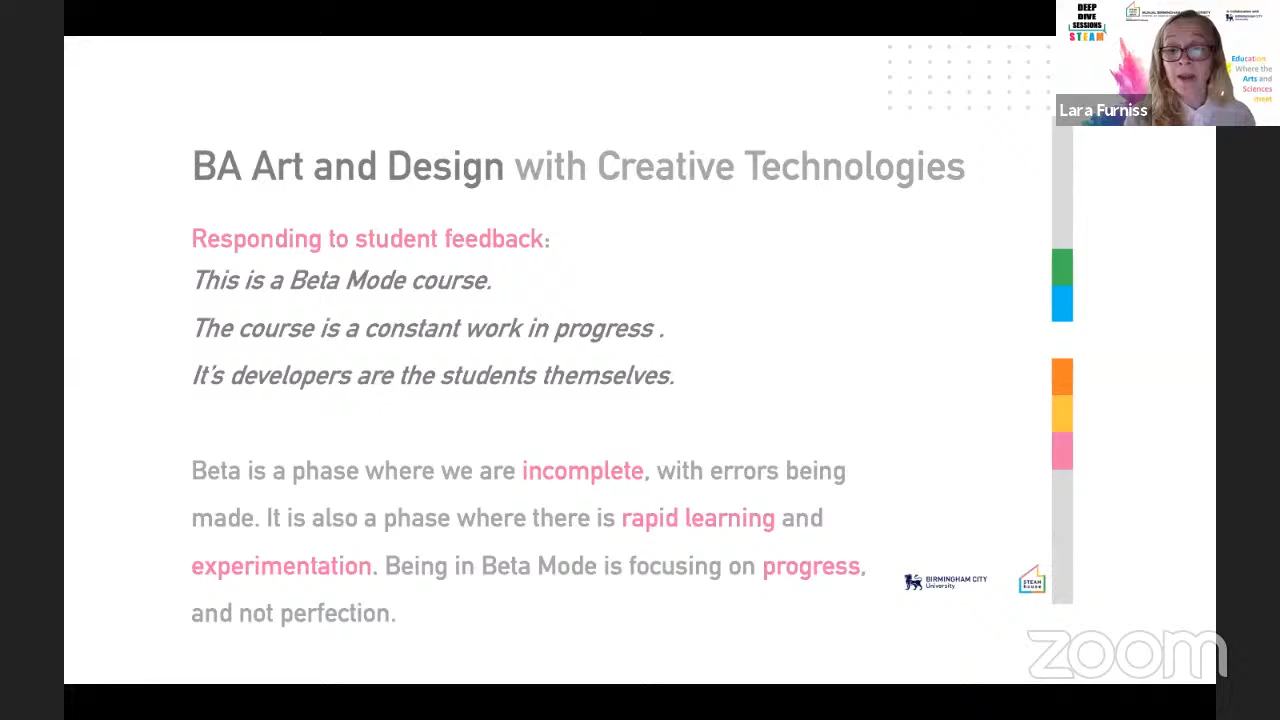 DEEP
DIVE
SESSIONS
STEAM
Education
Where the
Arts and
Sciences
meet
Lara Furniss
BA Art and Design with Creative Technologies
Responding to student feedback:
This is a Beta Mode course.
The course is a constant work in progress .
It's developers are the students themselves.
Beta is a phase where we are incomplete, with errors being
made. It is also a phase where there is rapid learning and
experimentation. Being in Beta Mode is focusing on progress,
and not perfection.
BIRMINGHAM CITY
University
STEAM
house
zoom